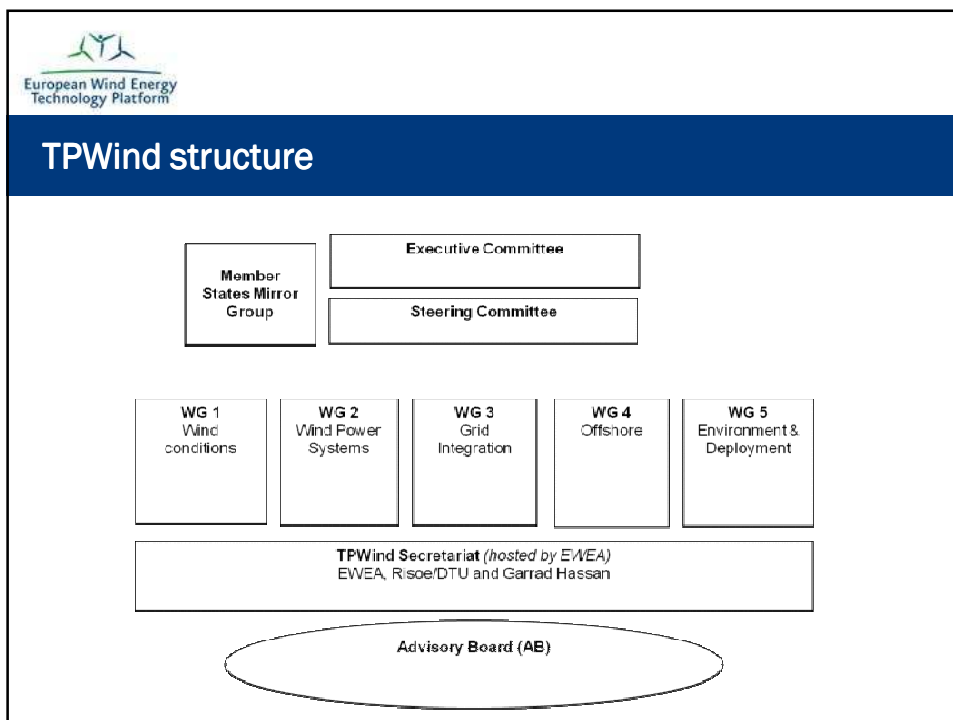 European Wind Energy
Technology Platform
TPWind structure
Member
States Mirror
Group
Executive Committee
Steering Committee
WG 1
Wind
conditions
WG 2
Wind Power
Systems
WG 3
Grid
Integration
WG 4
Offshore
WG 5
Environment &
Deployment
TPWind Secretariat (hosted by EWEA)
EWEA, Risoe/DTU and Garrad Hassan
Advisory Board (AB)